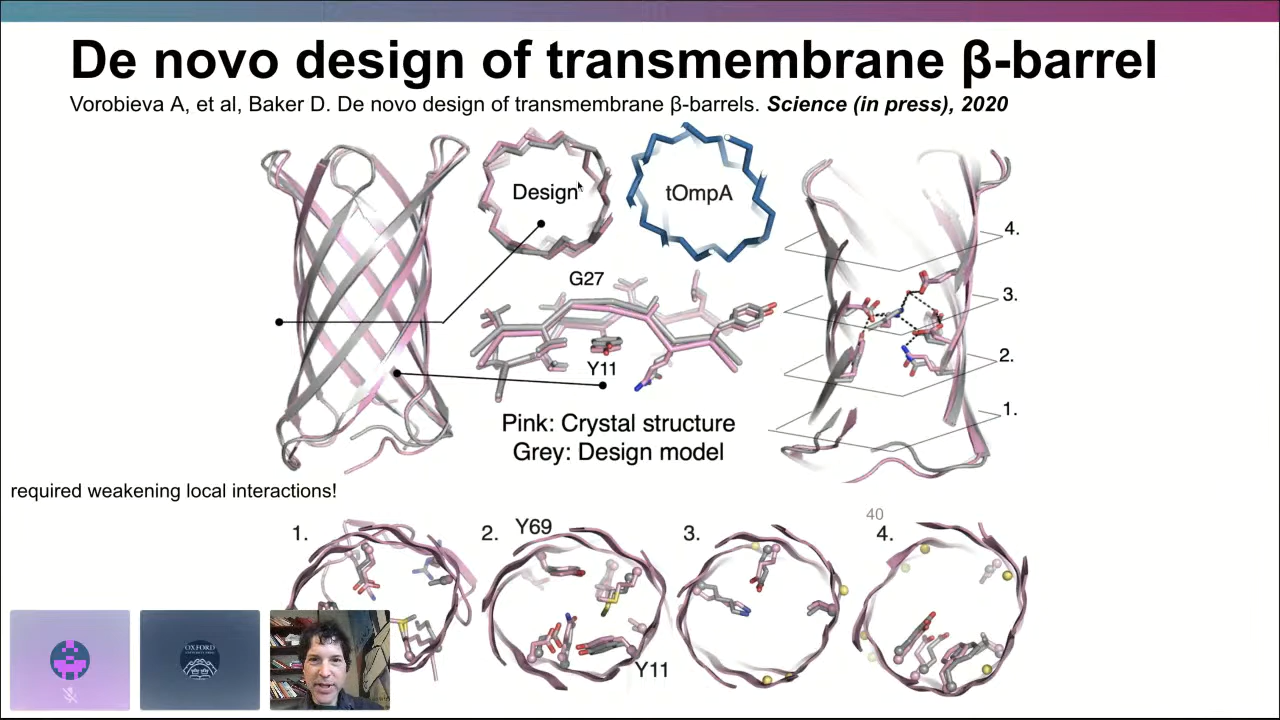 De novo design of transmembrane β-barrel
Vorobieva A, et al, Baker D. De novo design of transmembrane β-barrels. Science (in press), 2020
Design
tOmpA
G27
Y11
4.
3.
2.
1.
Pink: Crystal structure
Grey: Design model
required weakening local interactions!
1.
2.
Y69
3.
40
4.
Y11
OXFORD